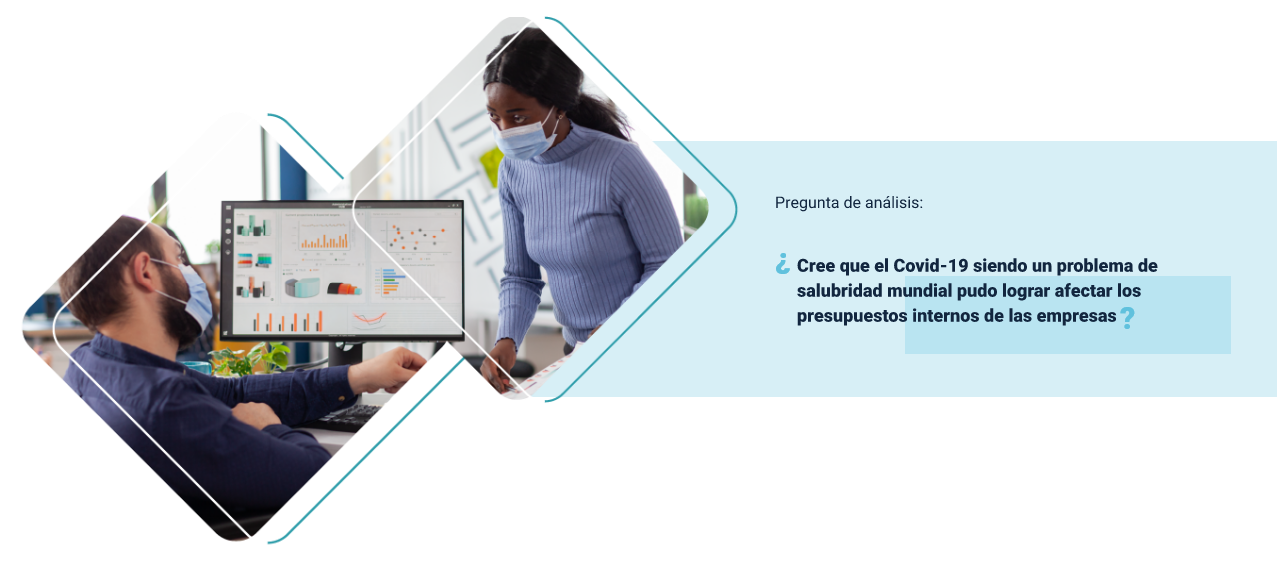 Pregunta de análisis:
¿ Cree que el Covid-19 siendo un problema de
salubridad mundial pudo lograr afectar los
presupuestos internos de las empresas ?